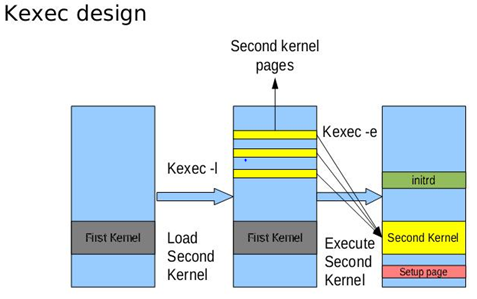 Kexec design
Second kernel
pages
Kexec -l
Kexec -e
initrd
First Kernel
Load
Second
Kernel
First Kernel
Execute
Second
Kernel
Second Kernel
Setup page